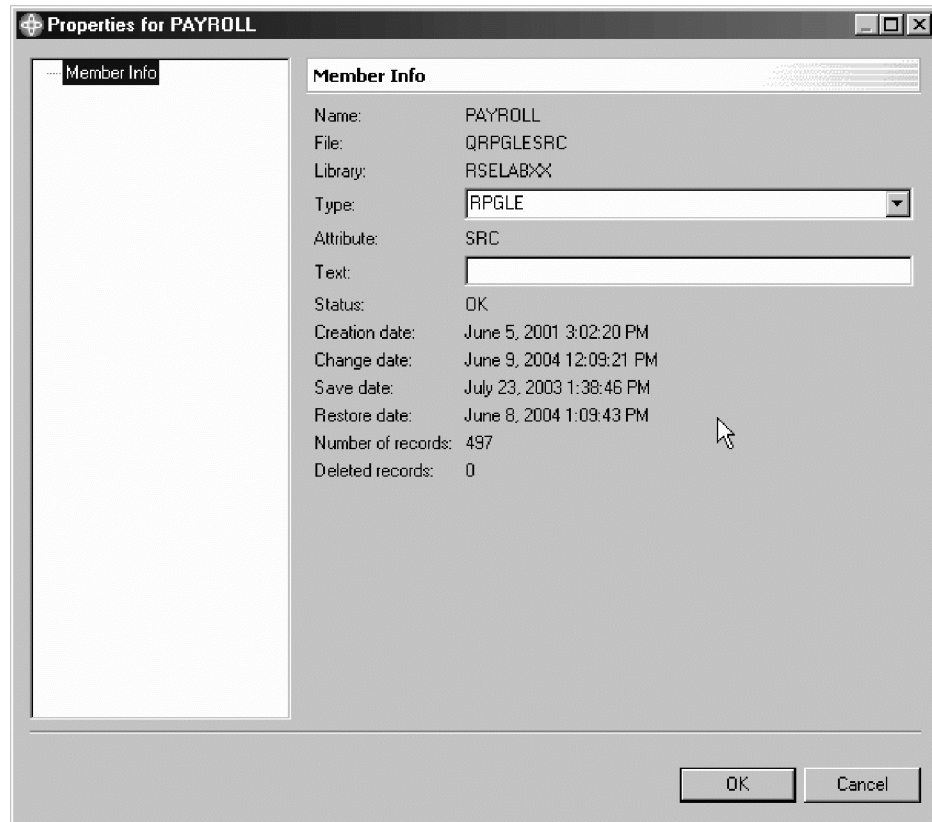 Properties for PAYROLL
Member Info
Member Info
Name: PAYROLL
File: QRPGLESRC
Library: RSELABXX
Type: RPGLE
Attribute: SRC
Text:
Status: OK
Creation date: June 5, 2001 3:02:20 PM
Change date: June 9, 2004 12:09:21 PM
Save date: July 23, 2003 1:38:46 PM
Restore date: June 8, 2004 1:09:43 PM
Number of records: 497
Deleted records: 0
OK Cancel